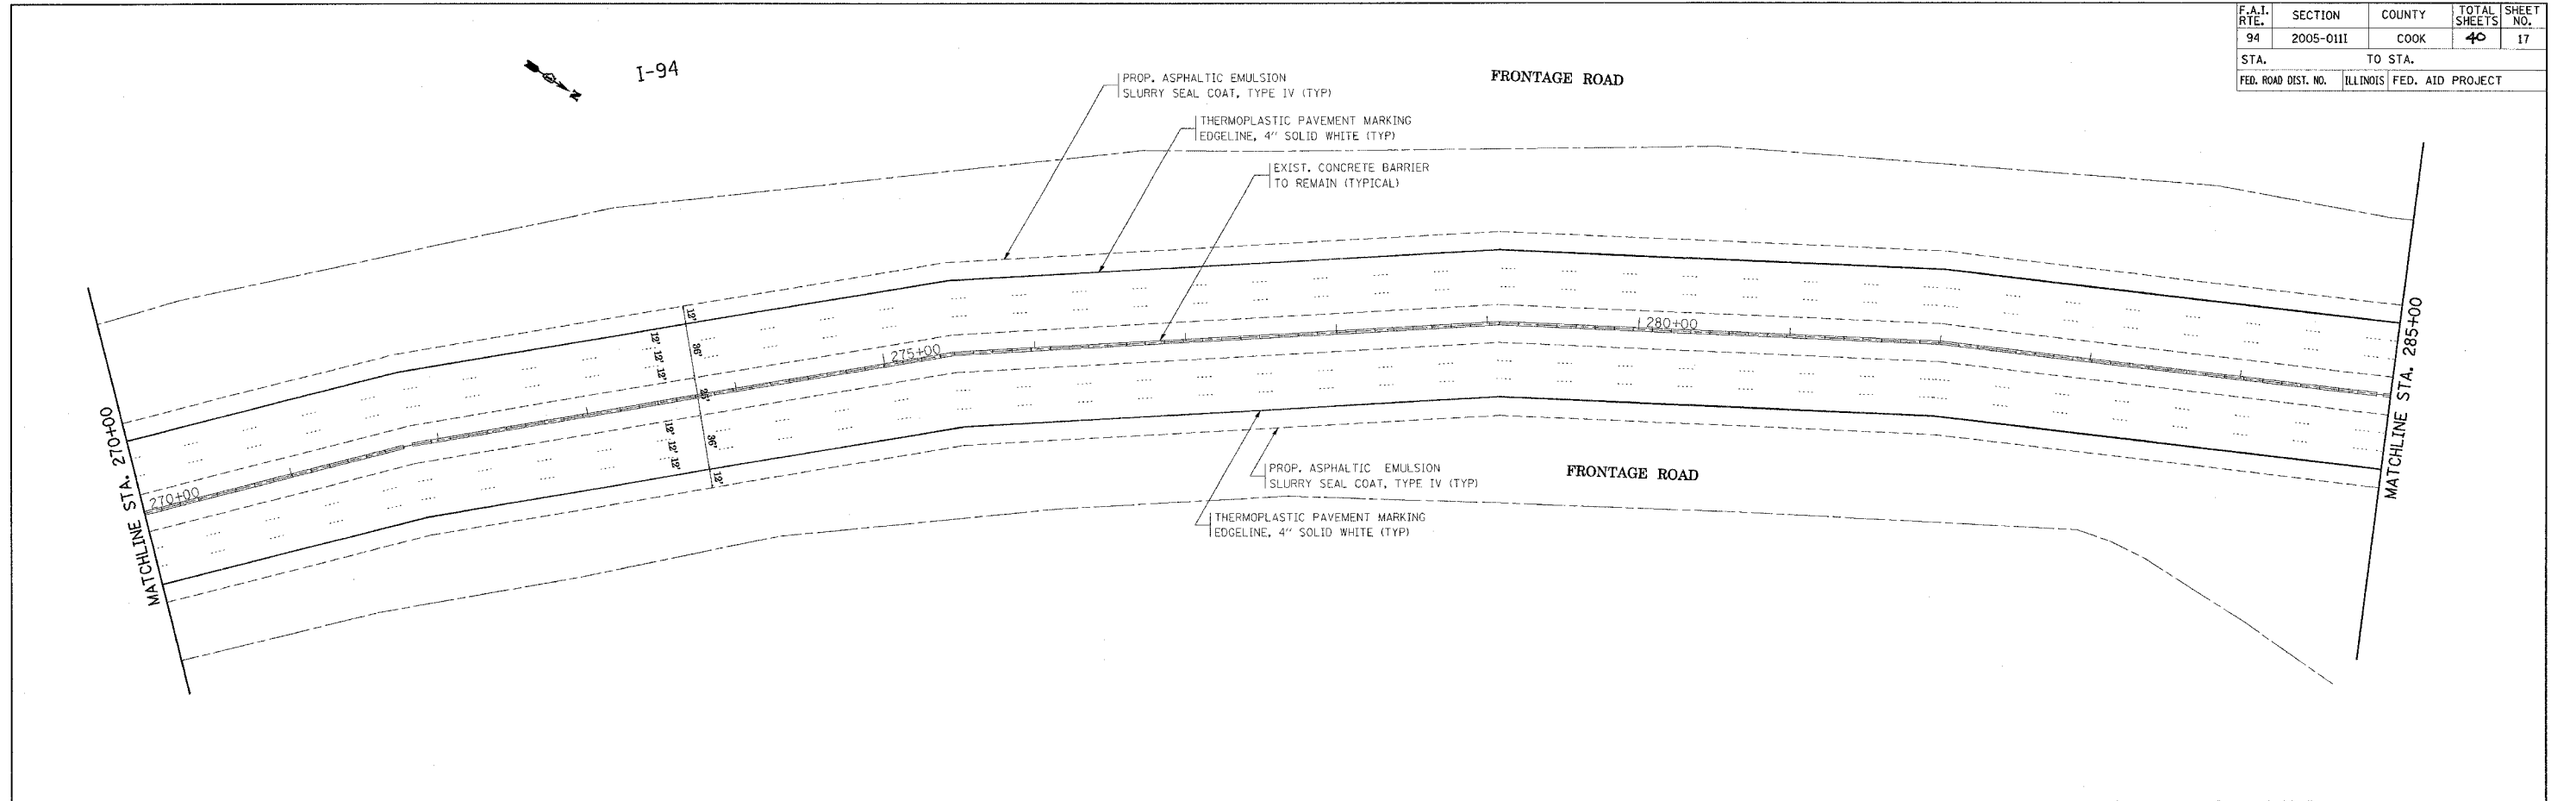 F.A.I. RTE. SECTION COUNTY TOTAL SHEETS SHEET NO.
94 2005-011I COOK 40 17
STA. TO STA.
FED. ROAD DIST. NO. ILLINOIS FED. AID PROJECT
N
I-94
PROP. ASPHALTIC EMULSION
SLURRY SEAL COAT, TYPE IV (TYP)
FRONTAGE ROAD
THERMOPLASTIC PAVEMENT MARKING
EDGELINE, 4" SOLID WHITE (TYP)
EXIST. CONCRETE BARRIER
TO REMAIN (TYPICAL)
MATCHLINE STA. 270+00
270+00
12'
36'
12' 12' 12'
275+00
12' 12' 12'
36'
12'
280+00
MATCHLINE STA. 285+00
PROP. ASPHALTIC EMULSION
SLURRY SEAL COAT, TYPE IV (TYP)
FRONTAGE ROAD
THERMOPLASTIC PAVEMENT MARKING
EDGELINE, 4" SOLID WHITE (TYP)